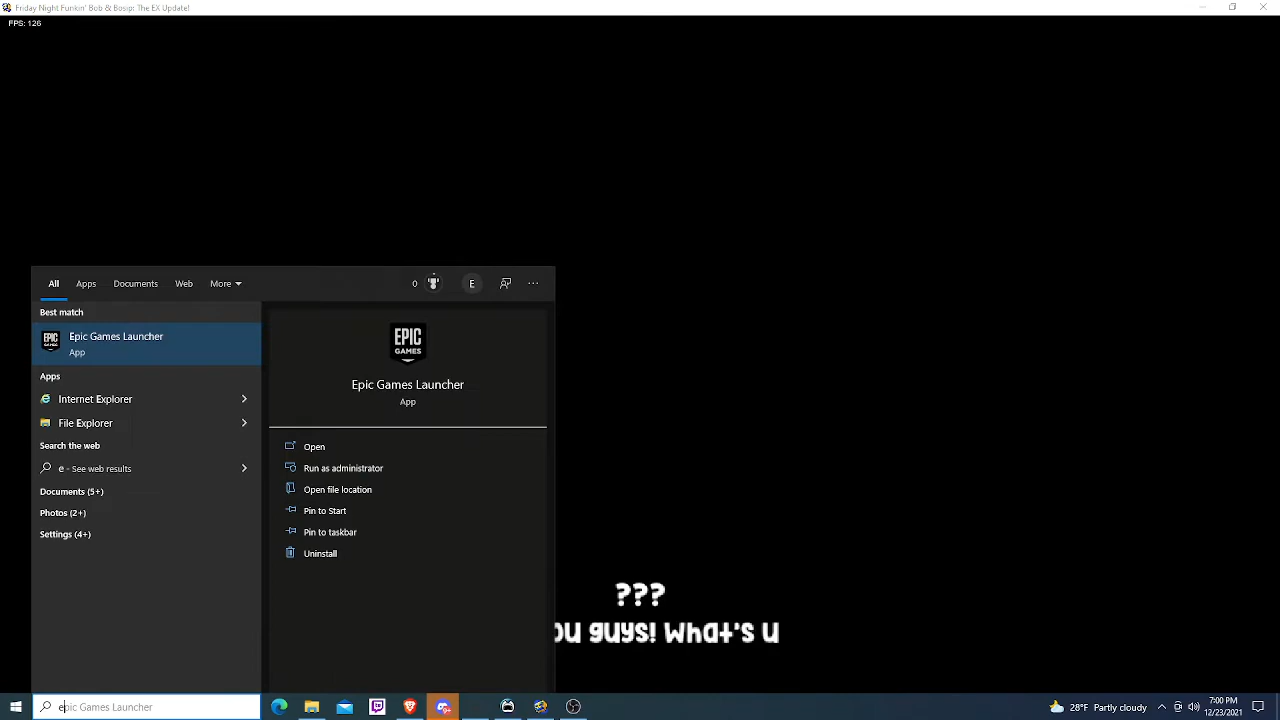 Friday Night Funkin' Bob & Bosip: The EX Update!
FPS: 126
All Apps Documents Web More 0 E ...
Best match
Epic Games Launcher
App
Apps
Internet Explorer
File Explorer
Search the web
e - See web results
Documents (5+)
Photos (2+)
Settings (4+)
EPIC
GAMES
Epic Games Launcher
App
Open
Run as administrator
Open file location
Pin to Start
Pin to taskbar
Uninstall
???
ou guys! What's u
epic Games Launcher
28°F Partly cloudy
7:00 PM
12/23/2021